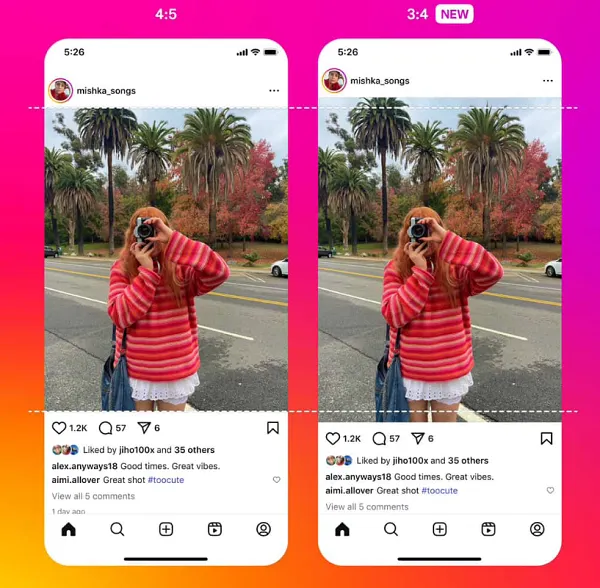 4:5
3:4 NEW
5:26
mishka_songs
1.2K 57 6
Liked by jiho100x and 35 others
alex.anyways18 Good times. Great vibes.
aimi.allover Great shot #toocute
View all 5 comments
1 day ago
5:26
mishka_songs
1.2K 57 6
Liked by jiho100x and 35 others
alex.anyways18 Good times. Great vibes.
aimi.allover Great shot #toocute
View all 5 comments